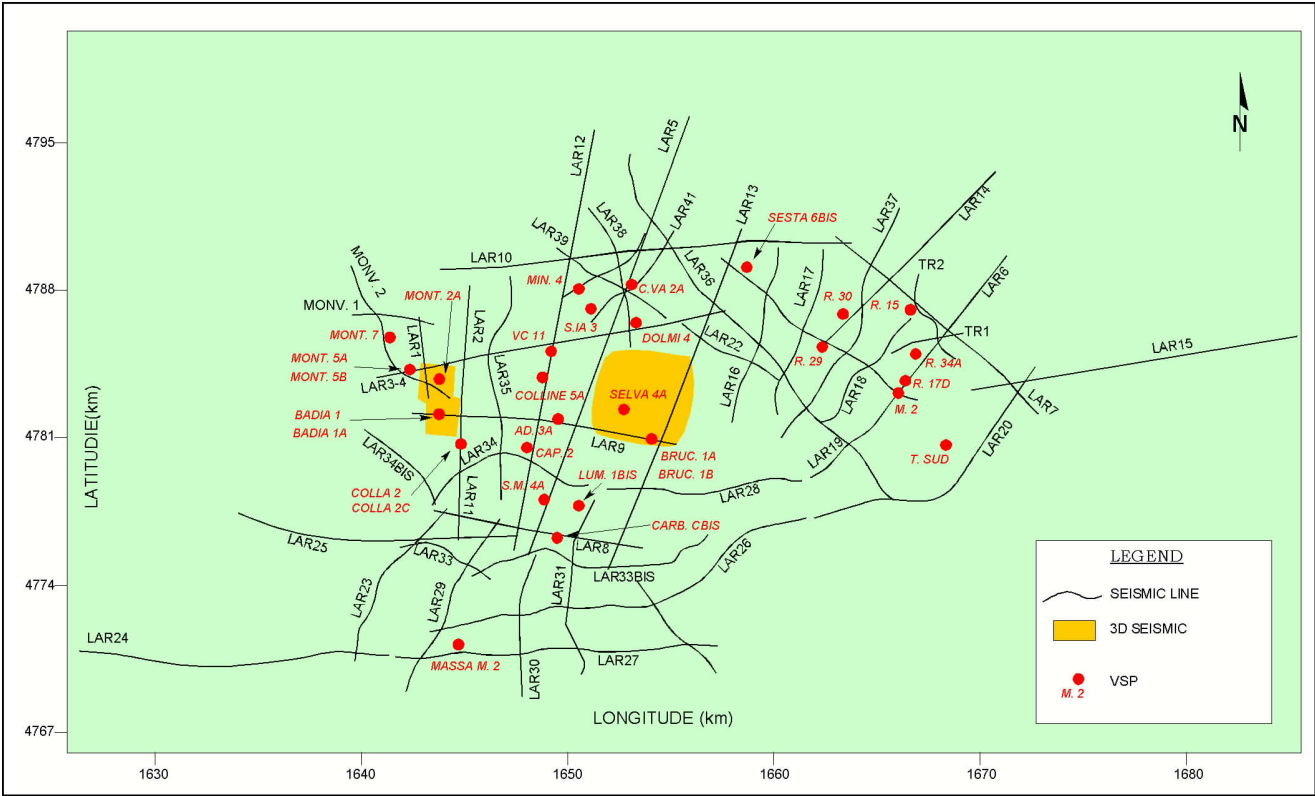 N
4795
4788
4781
4774
4767
LATITUDIE(km)
1630
1640
1650
1660
1670
1680
LONGITUDE (km)
LAR12
LAR5
LAR13
LAR14
LAR37
LAR41
LAR38
LAR39
LAR10
LAR36
SESTA 6BIS
LAR17
TR2
LAR6
MONV. 2
MONV. 1
MONT. 2A
MIN. 4
C.VA 2A
S.IA 3
DOLMI 4
R. 30
R. 15
TR1
LAR15
MONT. 7
LAR1
LAR2
VC 11
LAR22
R. 29
R. 34A
MONT. 5A
MONT. 5B
LAR3-4
LAR35
COLLINE 5A
SELVA 4A
LAR16
LAR18
R. 17D
M. 2
LAR7
BADIA 1
BADIA 1A
AD. 3A
LAR9
LAR20
LAR34BIS
LAR34
CAP. 2
BRUC. 1A
BRUC. 1B
LAR19
T. SUD
COLLA 2
COLLA 2C
LAR11
S.M. 4A
LUM. 1BIS
LAR28
CARB. CBIS
LAR25
LAR33
LAR8
LAR26
LAR23
LAR29
LAR31
LAR33BIS
LAR24
MASSA M. 2
LAR30
LAR27
LEGEND
SEISMIC LINE
3D SEISMIC
VSP
M. 2